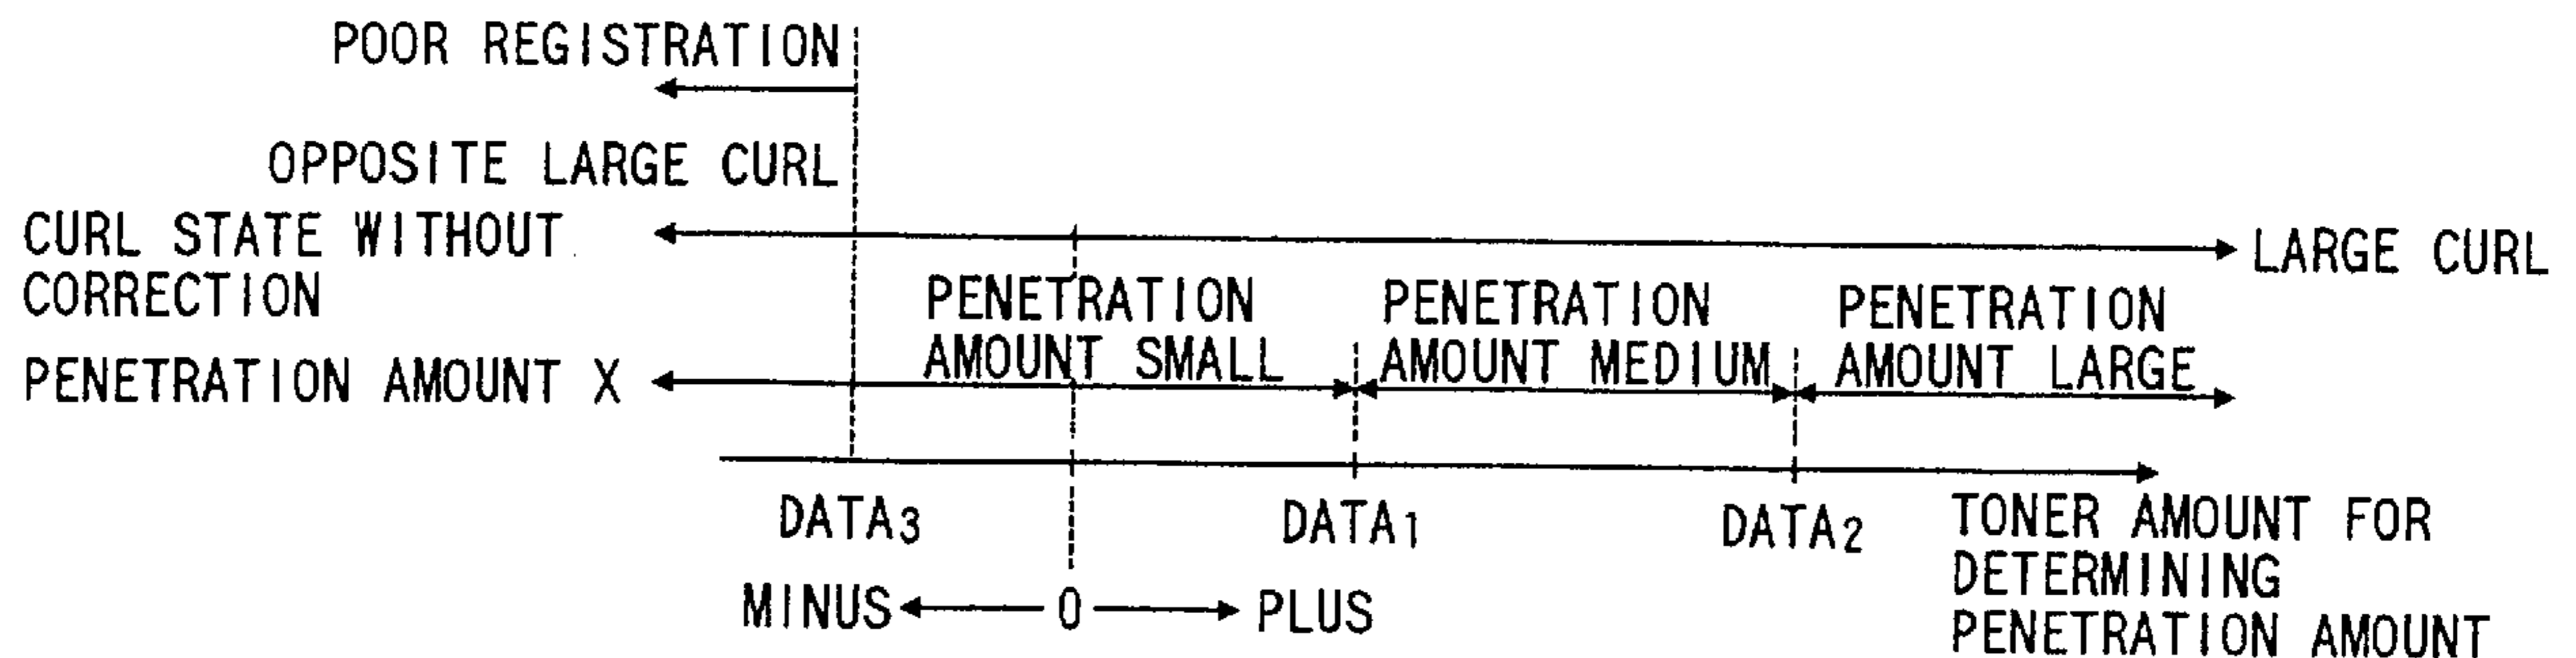 POOR REGISTRATION
OPPOSITE LARGE CURL
CURL STATE WITHOUT
CORRECTION
LARGE CURL
PENETRATION
AMOUNT SMALL
PENETRATION
AMOUNT MEDIUM
PENETRATION
AMOUNT LARGE
PENETRATION AMOUNT X
DATA3
DATA1
DATA2
TONER AMOUNT FOR
DETERMINING
PENETRATION AMOUNT
MINUS 0 PLUS